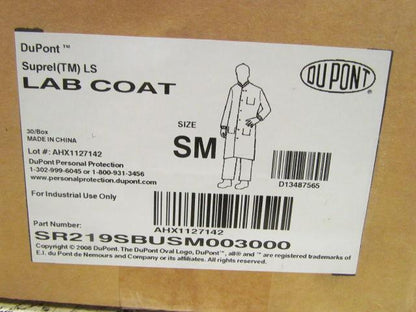 DuPont ™
Suprel(TM) LS
LAB COAT
DU PONT
SIZE
SM
30/Box
MADE IN CHINA
Lot #: AHX1127142
DuPont Personal Protection
1-302-999-6045 or 1-800-931-3456
www.personalprotection.dupont.com
D13487565
For Industrial Use Only
AHX1127142
Part Number:
SR219SBUSM003000
Copyright © 2008 DuPont. The DuPont Oval Logo, DuPont™, all® and ™ are registered trademarks of
E.I. du Pont de Nemours and Company or its affiliates. All rights reserved.